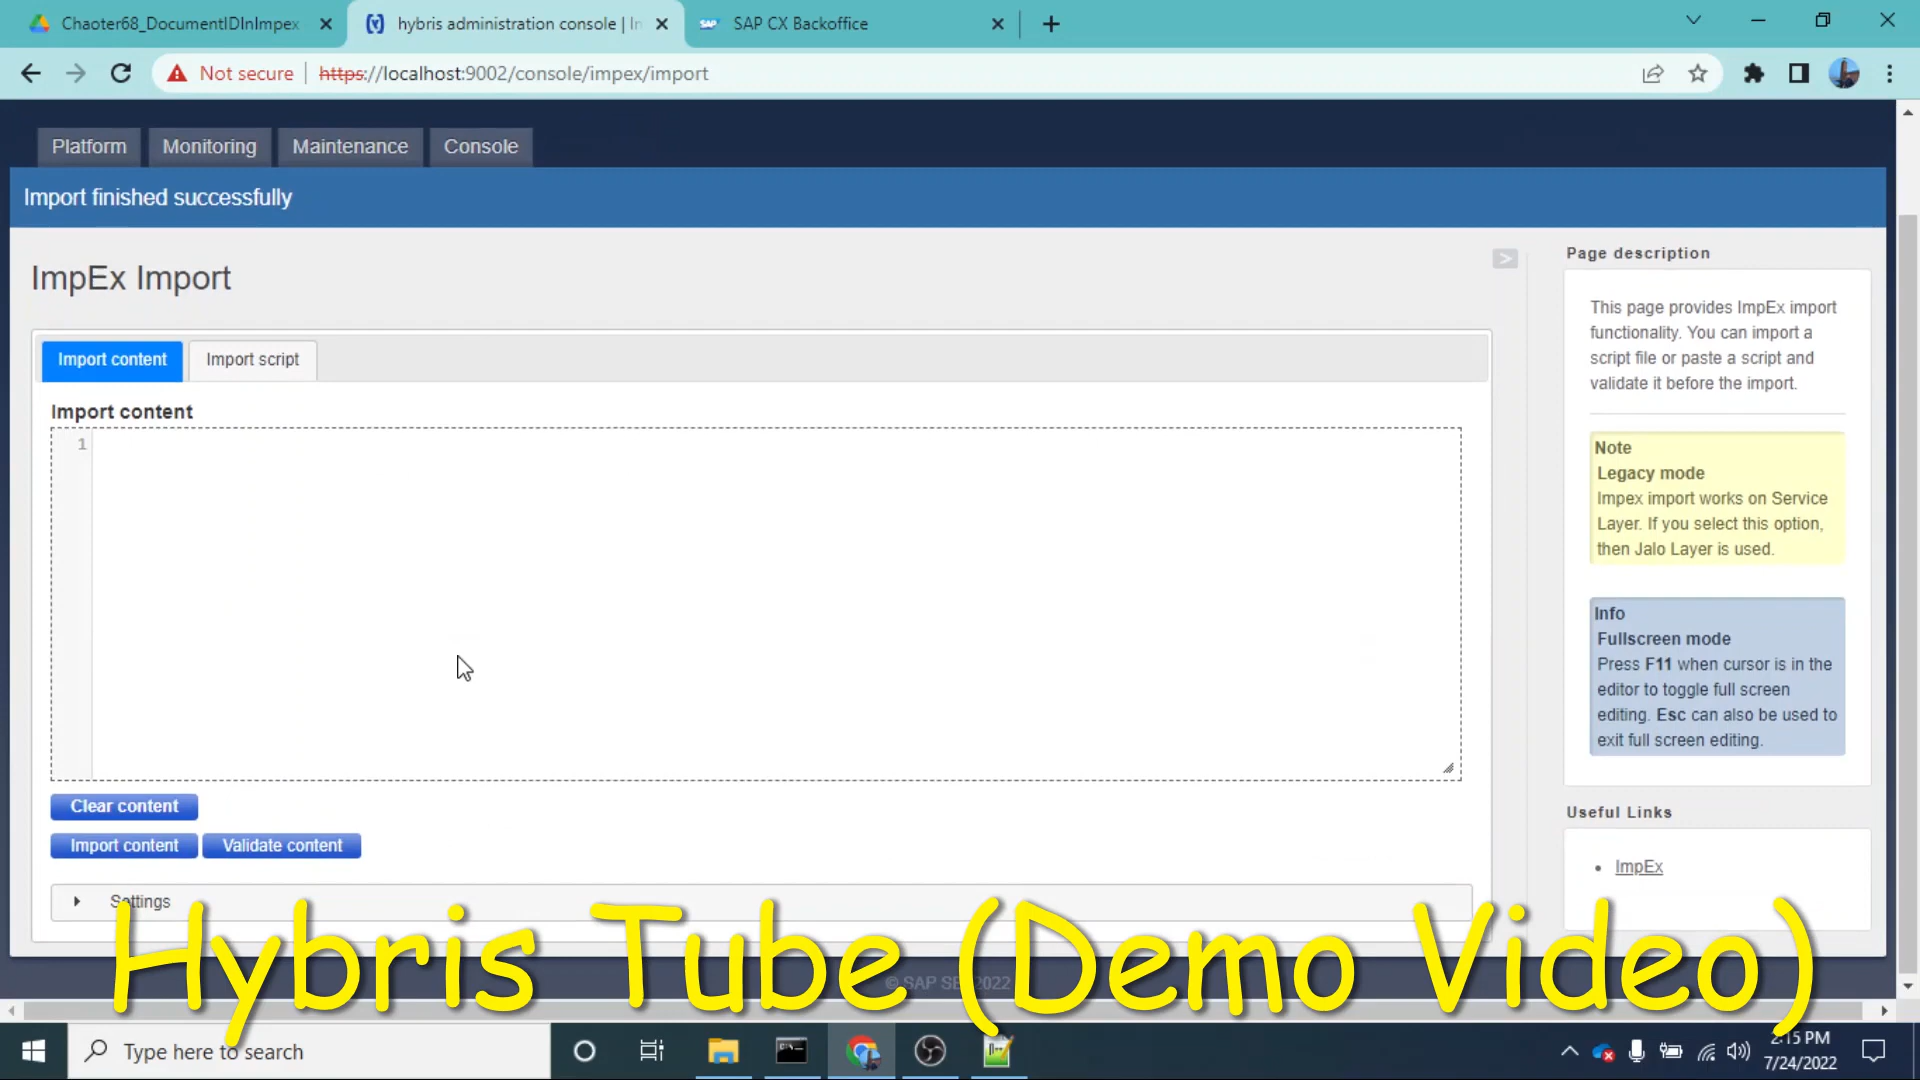 Chaoter68_DocumentIDInImpex
hybris administration console | In
SAP SAP CX Backoffice
Not secure https://localhost:9002/console/impex/import
Platform Monitoring Maintenance Console
Import finished successfully
ImpEx Import
Import content Import script
Import content
1
Clear content
Import content Validate content
Settings
Page description
This page provides ImpEx import
functionality. You can import a
script file or paste a script and
validate it before the import.
Note
Legacy mode
Impex import works on Service
Layer. If you select this option,
then Jalo Layer is used.
Info
Fullscreen mode
Press F11 when cursor is in the
editor to toggle full screen
editing. Esc can also be used to
exit full screen editing.
Useful Links
ImpEx
© SAP SE, 2022
Hybris Tube (Demo Video)
Type here to search
2:15 PM
7/24/2022